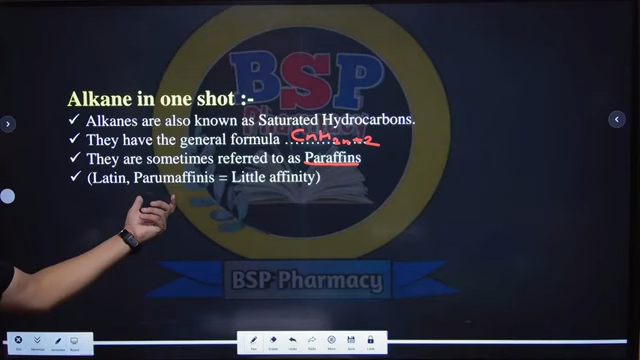 BSP
Pharmacy
Alkane in one shot :-
✓ Alkanes are also known as Saturated Hydrocarbons.
✓ They have the general formula ........... CnH2n+2
✓ They are sometimes referred to as Paraffins
✓ (Latin, Parumaffinis = Little affinity)
BSP Pharmacy